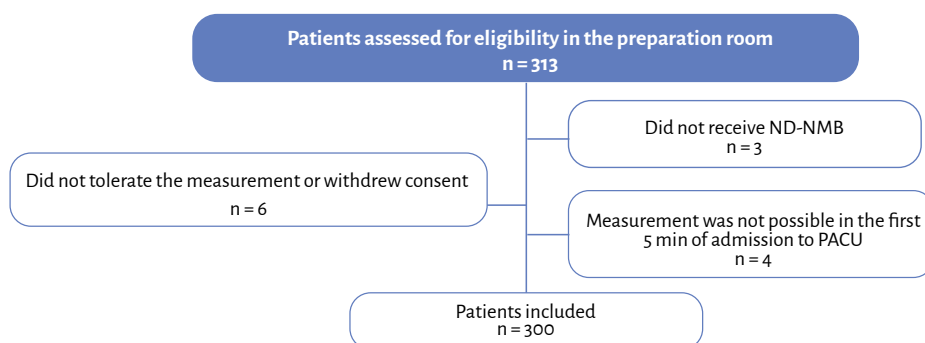 Patients assessed for eligibility in the preparation room
n = 313
Did not receive ND-NMB
n = 3
Did not tolerate the measurement or withdrew consent
n = 6
Measurement was not possible in the first
5 min of admission to PACU
n = 4
Patients included
n = 300